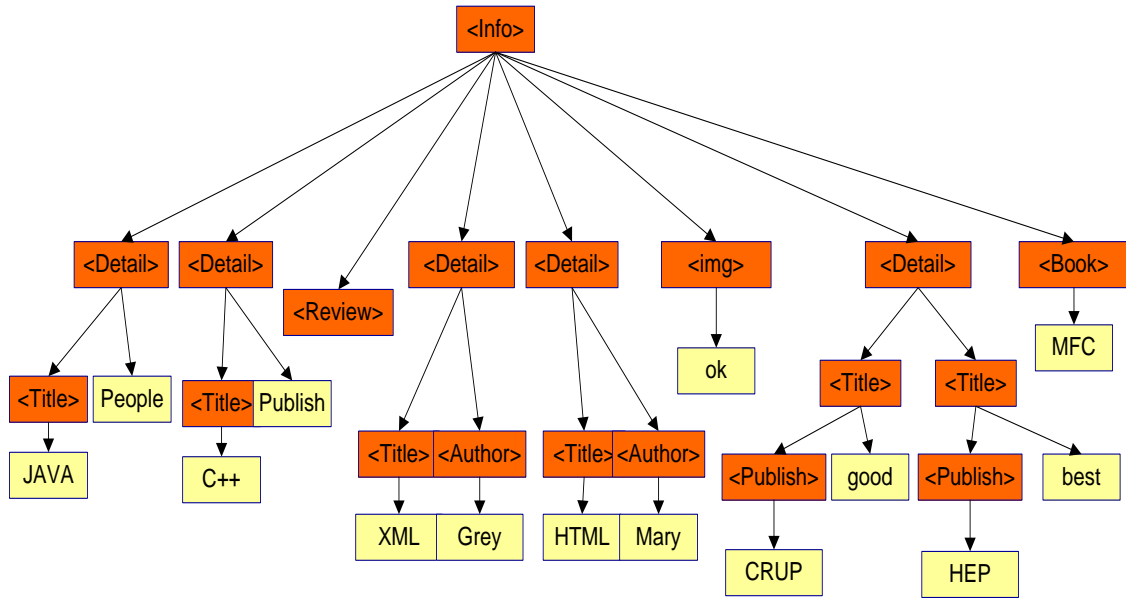 <Info>
<Detail>
<Detail>
<Detail>
<Detail>
<img>
<Detail>
<Book>
<Review>
MFC
ok
<Title>
People
<Title>
Publish
<Title>
<Title>
<Title>
<Author>
<Title>
<Author>
JAVA
C++
<Publish>
good
<Publish>
best
XML
Grey
HTML
Mary
CRUP
HEP